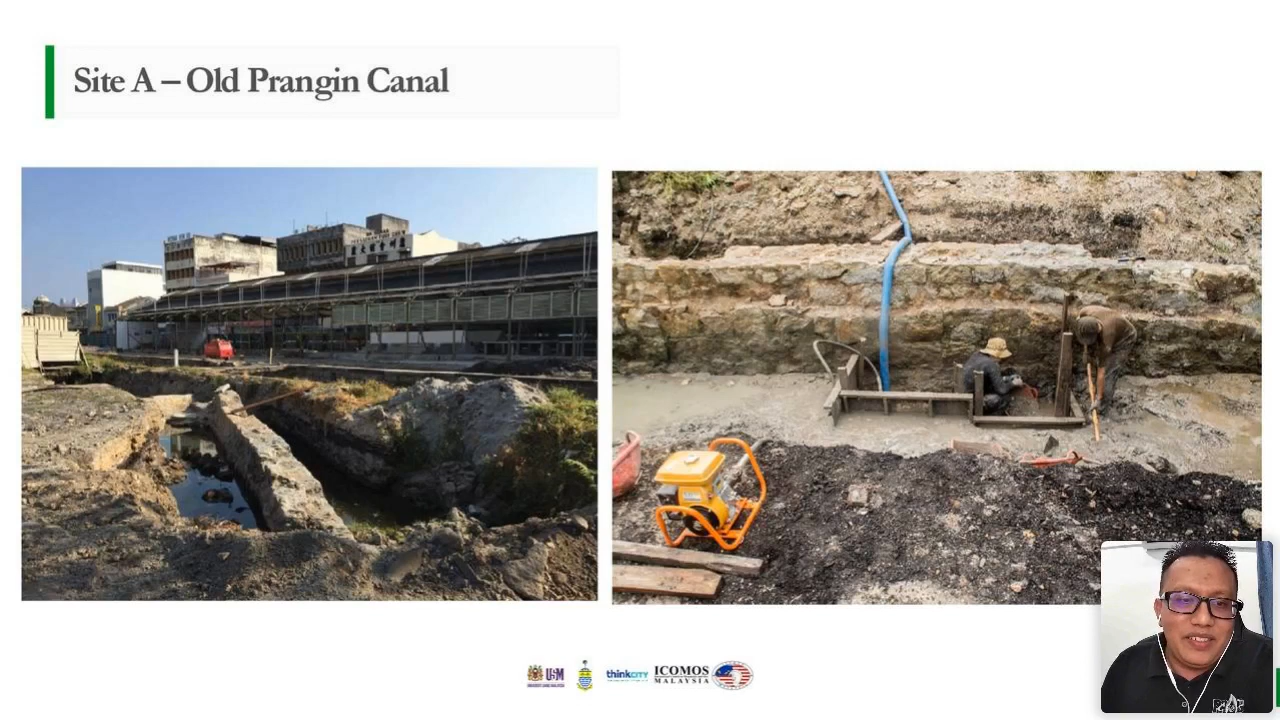 Site A – Old Prangin Canal
USM
thinkcity
ICOMOS
MALAYSIA